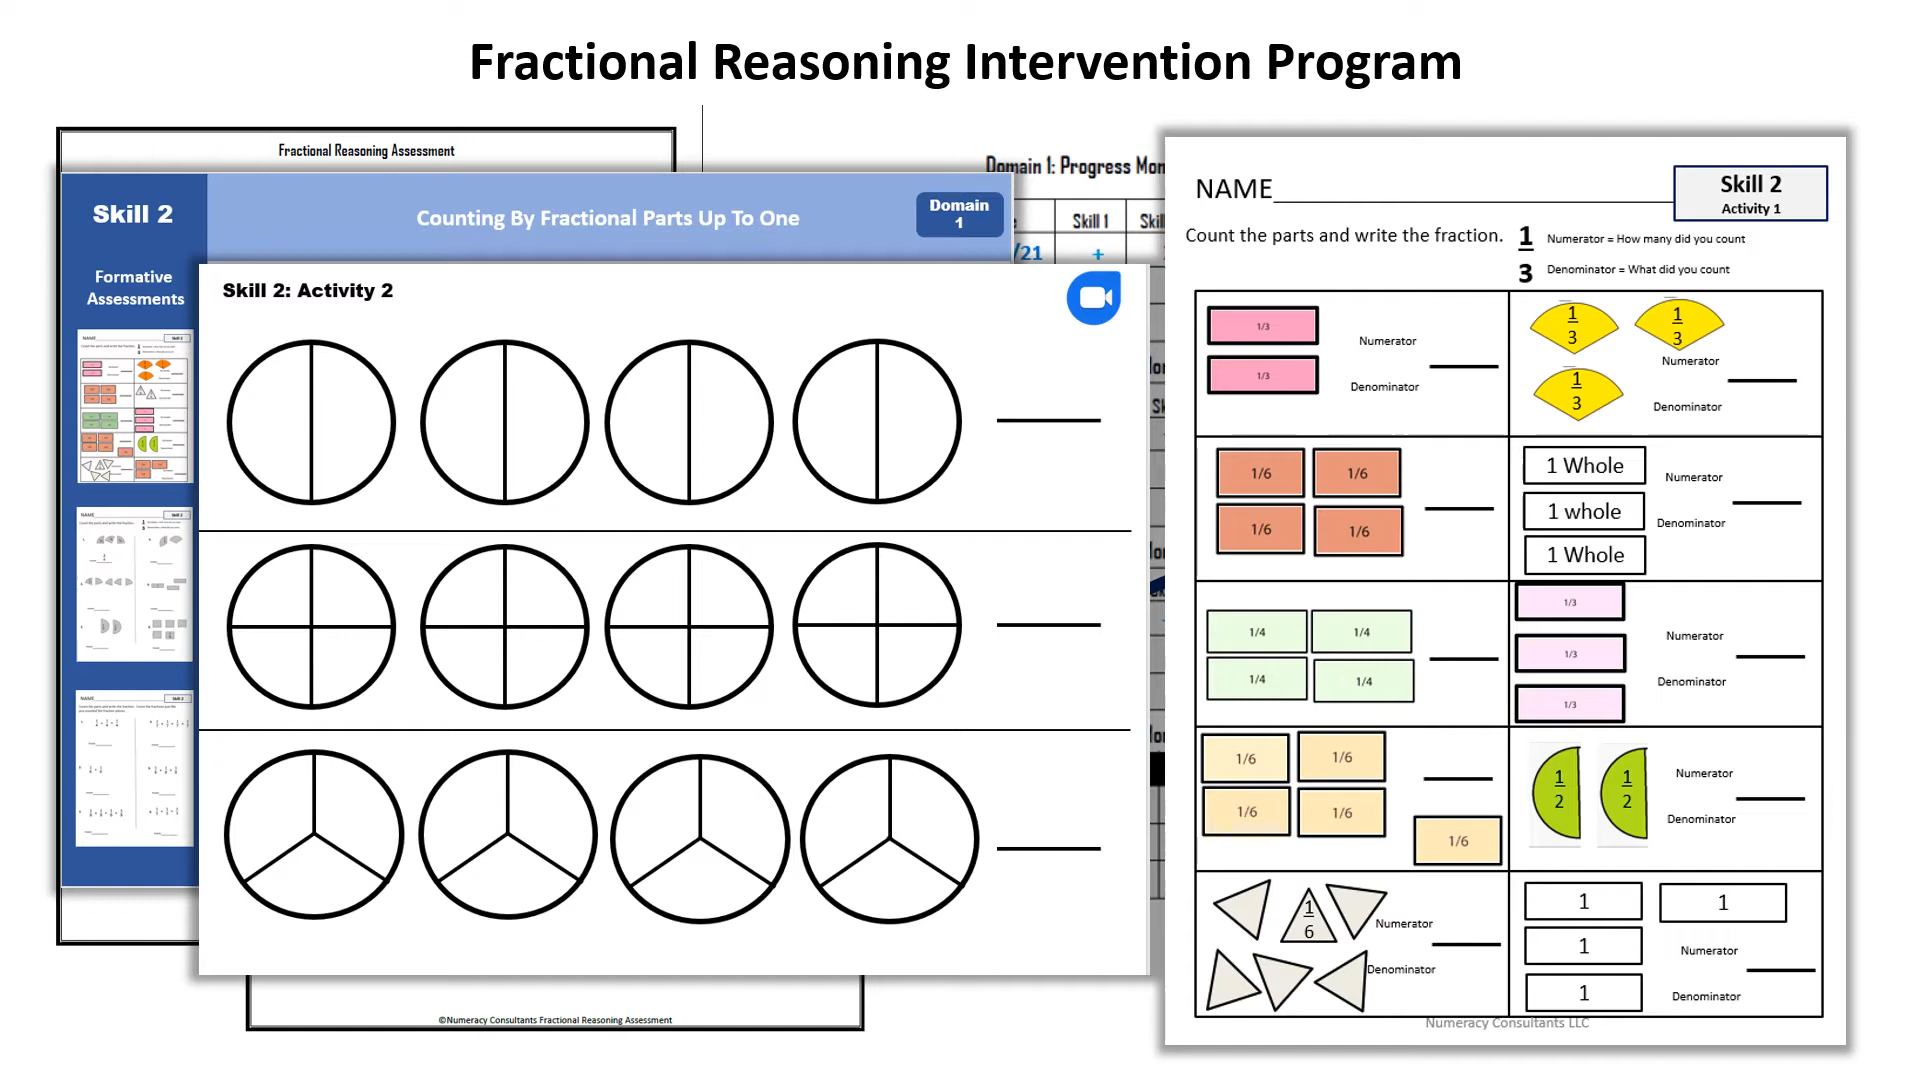 Fractional Reasoning Intervention Program
Fractional Reasoning Assessment
Domain 1: Progress Mon
Skill 1
/21
+
Skill 2
Counting By Fractional Parts Up To One
Domain
1
Formative
Assessments
Skill 2: Activity 2
©Numeracy Consultants Fractional Reasoning Assessment
NAME
Skill 2
Activity 1
Count the parts and write the fraction.
1
3
Numerator = How many did you count
Denominator = What did you count
1/3
1/3
Numerator
Denominator
1
3
1
3
1
3
Numerator
Denominator
1/6
1/6
1/6
1/6
1 Whole
1 whole
1 Whole
Numerator
Denominator
1/4
1/4
1/4
1/4
1/3
1/3
1/3
Numerator
Denominator
1/6
1/6
1/6
1/6
1/6
1
2
1
2
Numerator
Denominator
1
6
Numerator
Denominator
1
1
1
1
Numerator
Denominator
Numeracy Consultants LLC